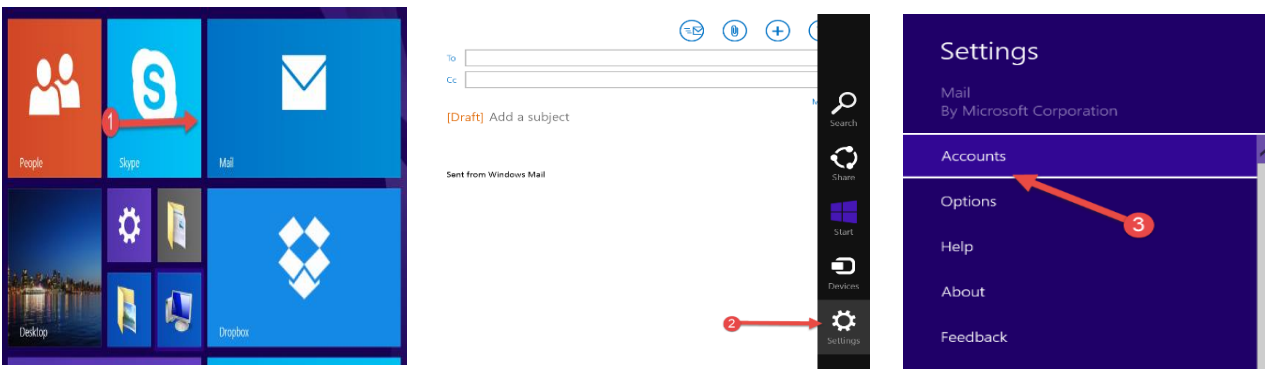 People
Skype
Mail
Desktop
Dropbox
1
To
Cc
[Draft] Add a subject
Sent from Windows Mail
Search
Share
Start
Devices
Settings
2
Settings
Mail
By Microsoft Corporation
Accounts
Options
3
Help
About
Feedback